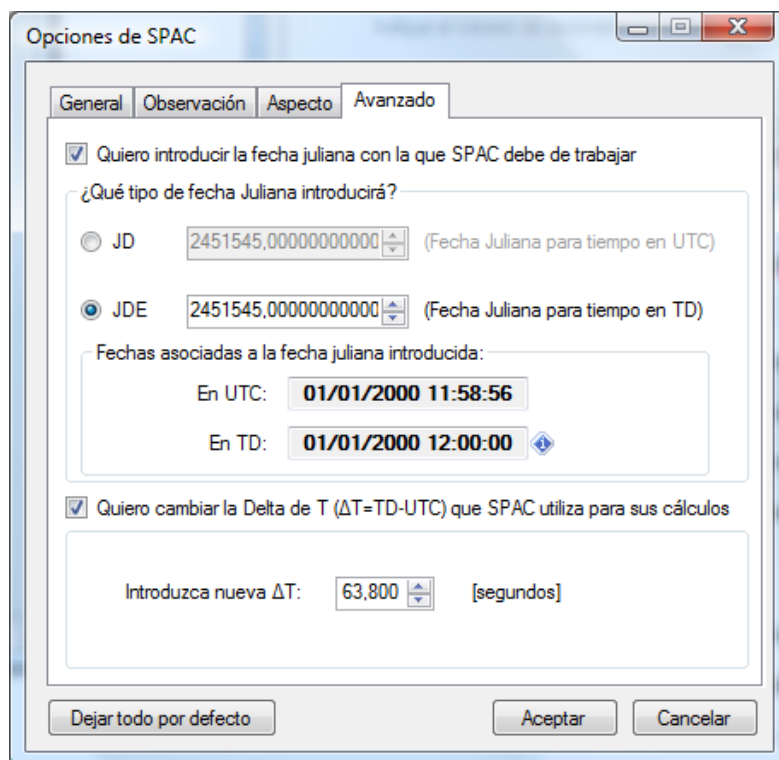 Opciones de SPAC
General Observación Aspecto Avanzado
Quiero introducir la fecha juliana con la que SPAC debe de trabajar
¿Qué tipo de fecha Juliana introducirá?
JD 2451545,00000000000 (Fecha Juliana para tiempo en UTC)
JDE 2451545,00000000000 (Fecha Juliana para tiempo en TD)
Fechas asociadas a la fecha juliana introducida:
En UTC: 01/01/2000 11:58:56
En TD: 01/01/2000 12:00:00
Quiero cambiar la Delta de T (ΔT=TD-UTC) que SPAC utiliza para sus cálculos
Introduzca nueva ΔT: 63,800 [segundos]
Dejar todo por defecto Aceptar Cancelar